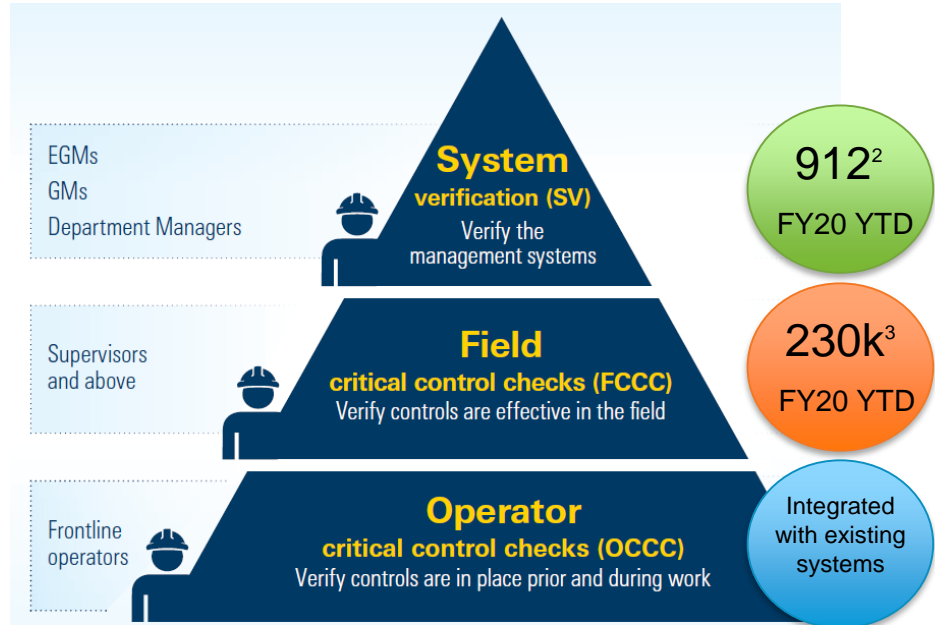 EGMs
GMs
Department Managers
System
verification (SV)
Verify the
management systems
912²
FY20 YTD
Supervisors
and above
Field
critical control checks (FCCC)
Verify controls are effective in the field
230k³
FY20 YTD
Frontline
operators
Operator
critical control checks (OCCC)
Verify controls are in place prior and during work
Integrated
with existing
systems